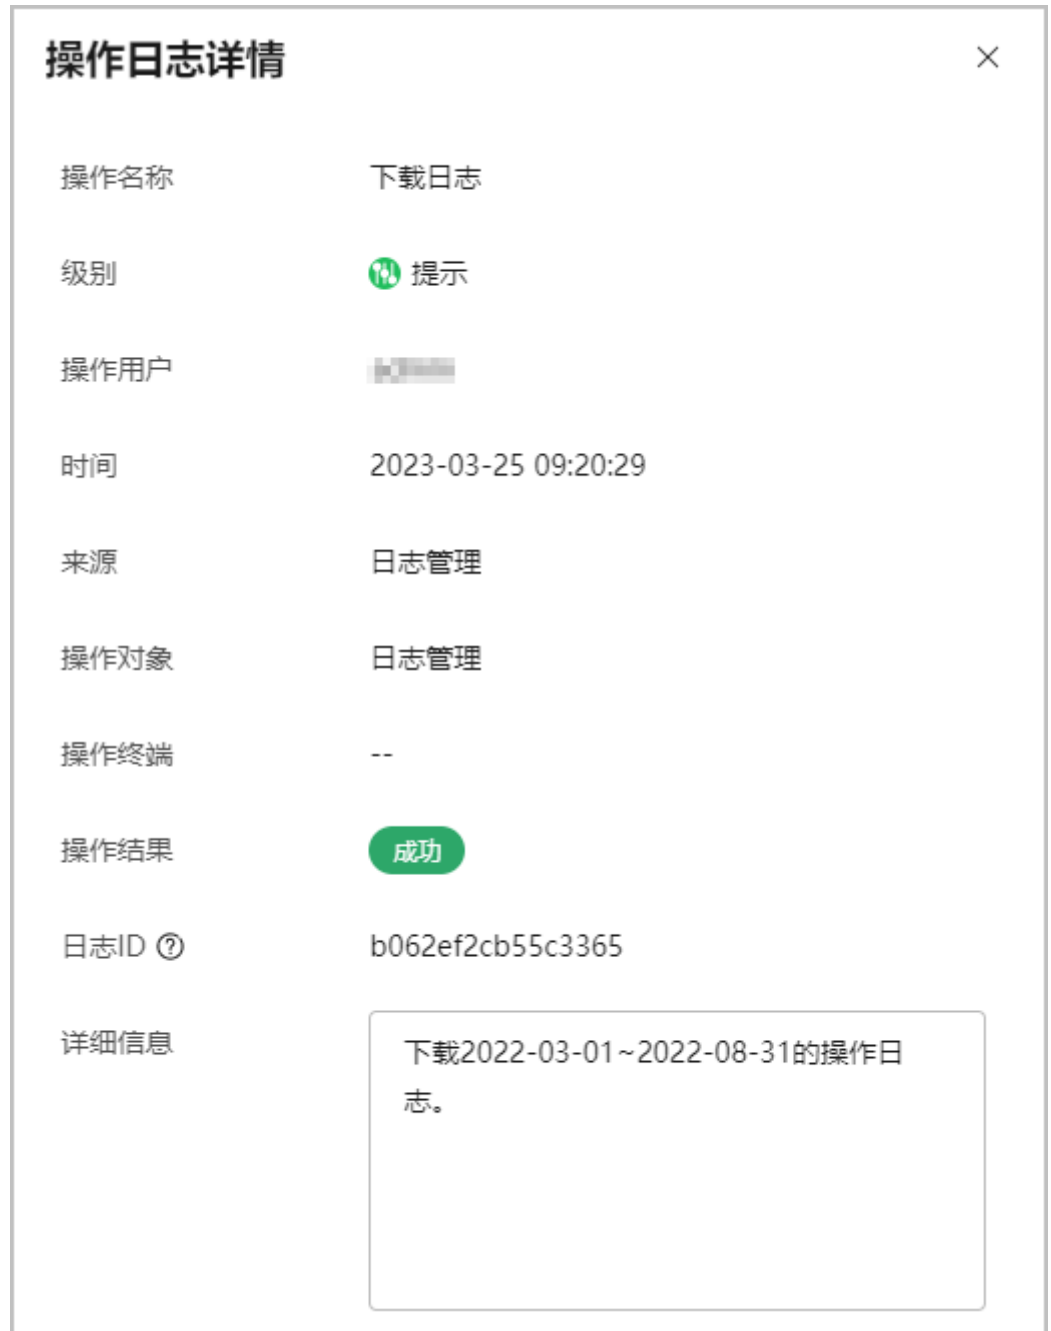 操作日志详情
操作名称 下载日志
级别 提示
操作用户
时间 2023-03-25 09:20:29
来源 日志管理
操作对象 日志管理
操作终端 --
操作结果 成功
日志ID b062ef2cb55c3365
详细信息 下载2022-03-01~2022-08-31的操作日
志。